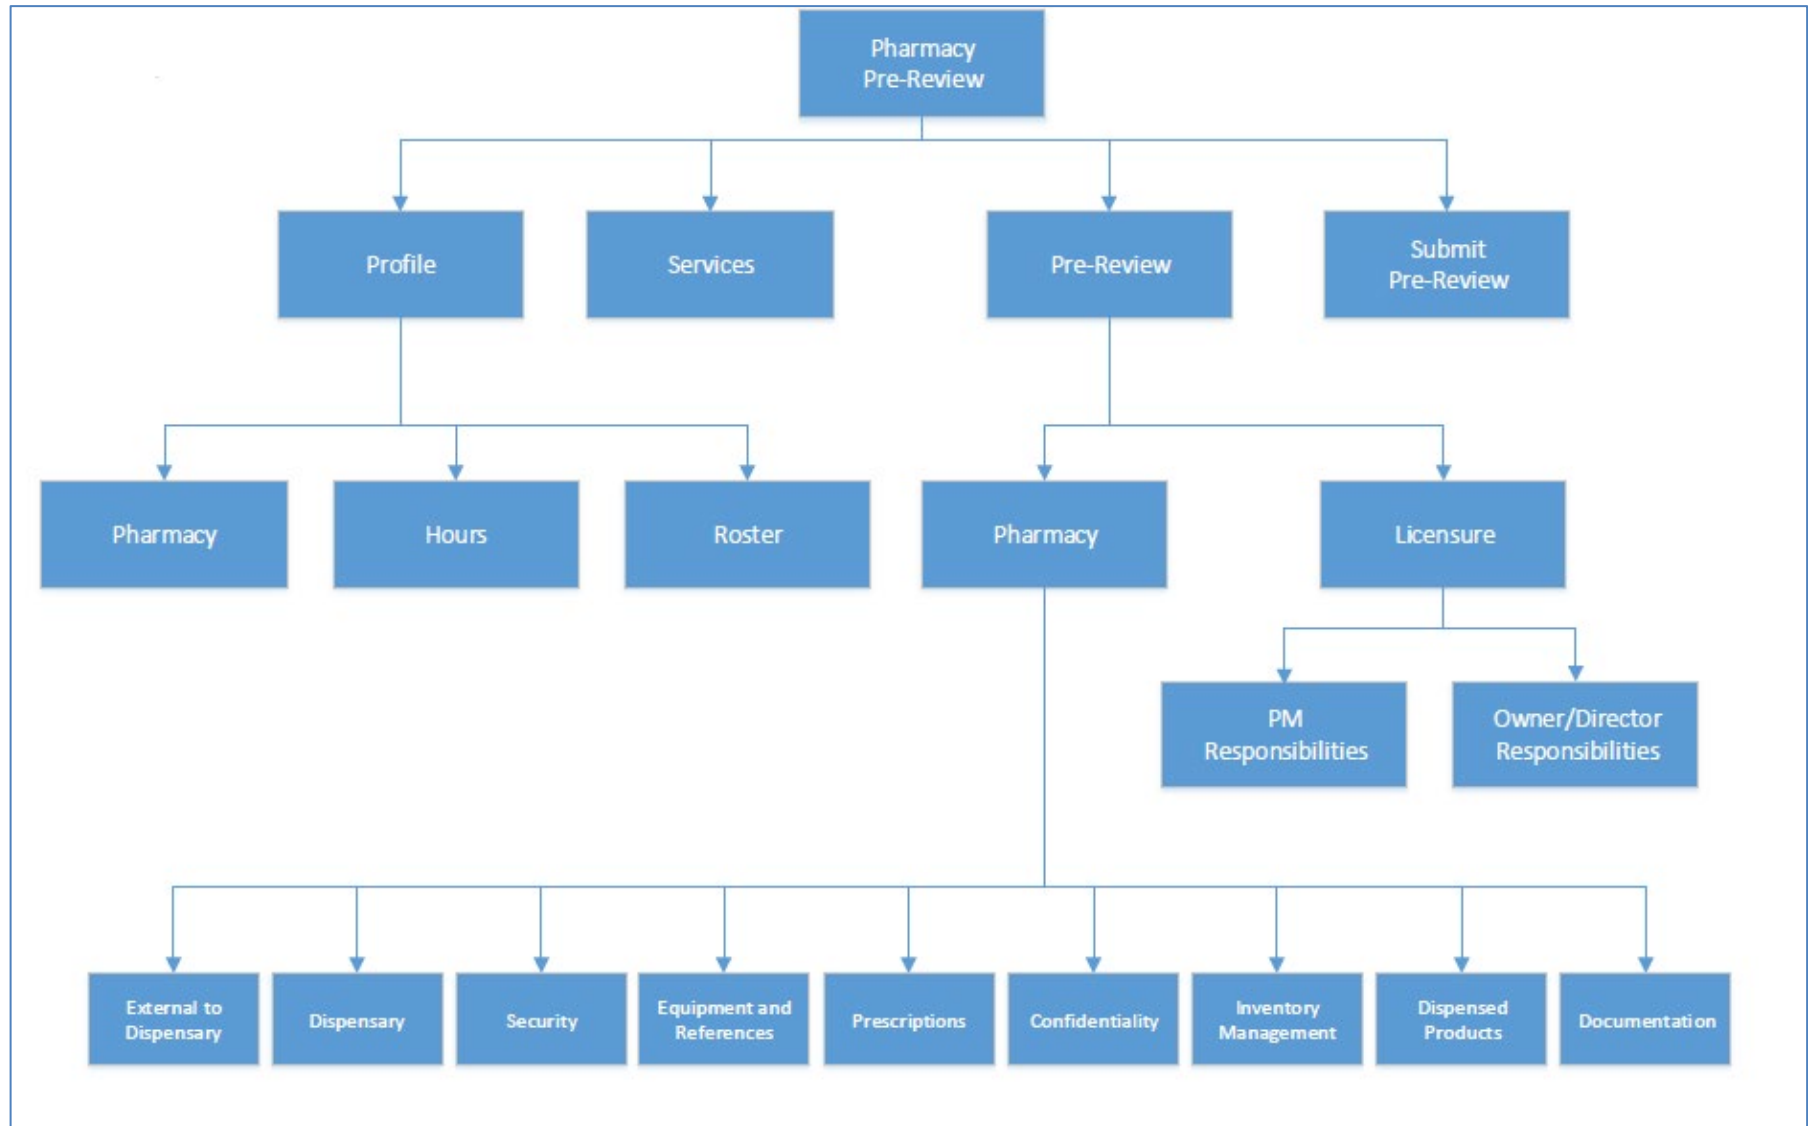 Pharmacy
Pre-Review
Profile
Services
Pre-Review
Submit
Pre-Review
Pharmacy
Hours
Roster
Pharmacy
Licensure
PM
Responsibilities
Owner/Director
Responsibilities
External to
Dispensary
Dispensary
Security
Equipment and
References
Prescriptions
Confidentiality
Inventory
Management
Dispensed
Products
Documentation